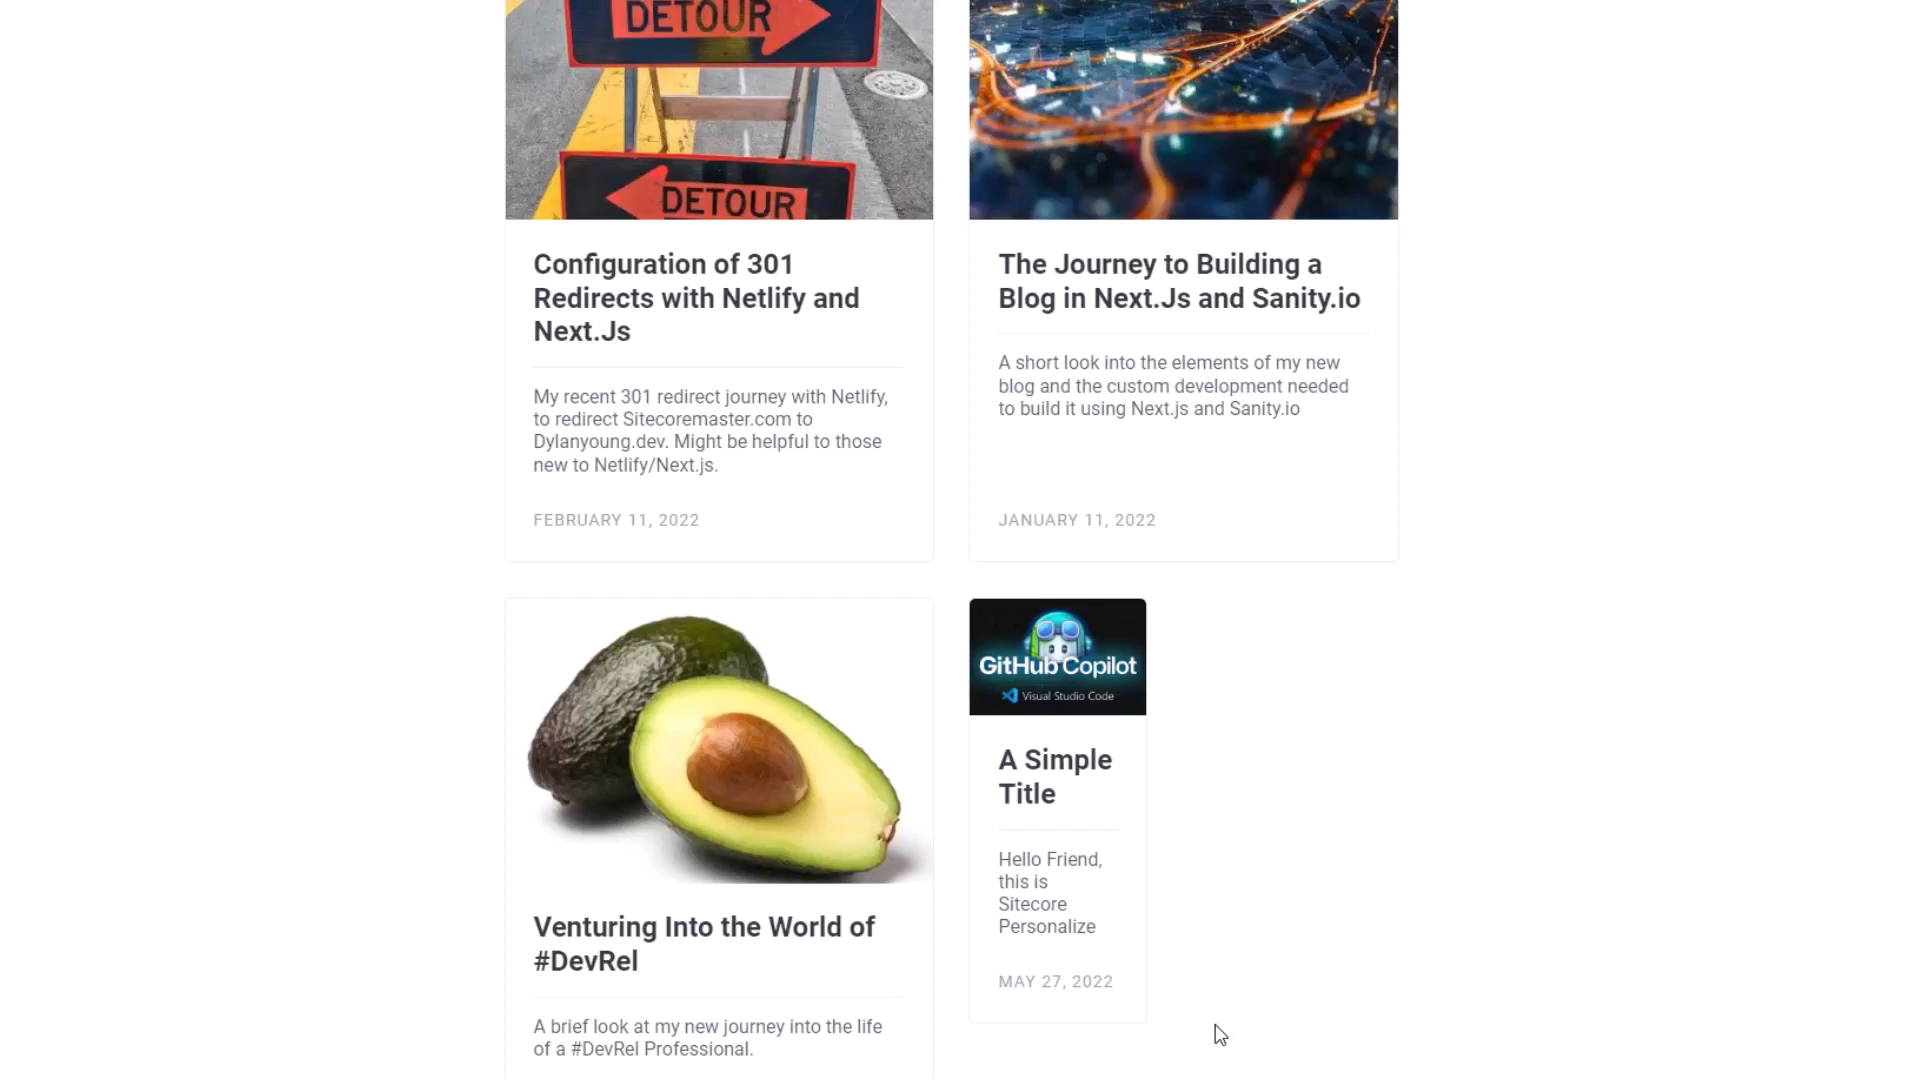 DETOUR
DETOUR
Configuration of 301
Redirects with Netlify and
Next.Js
My recent 301 redirect journey with Netlify,
to redirect Sitecoremaster.com to
Dylanyoung.dev. Might be helpful to those
new to Netlify/Next.js.
FEBRUARY 11, 2022
The Journey to Building a
Blog in Next.Js and Sanity.io
A short look into the elements of my new
blog and the custom development needed
to build it using Next.js and Sanity.io
JANUARY 11, 2022
Venturing Into the World of
#DevRel
A brief look at my new journey into the life
of a #DevRel Professional.
GitHub Copilot
Visual Studio Code
A Simple
Title
Hello Friend,
this is
Sitecore
Personalize
MAY 27, 2022